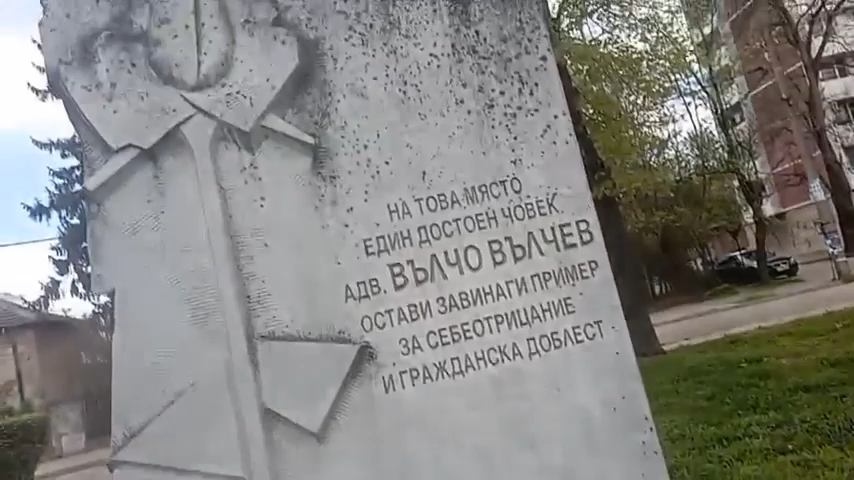 НА ТОВА МЯСТО
ЕДИН ДОСТОЕН ЧОВЕК
АДВ. ВЪЛЧО ВЪЛЧЕВ
ОСТАВИ ЗАВИНАГИ ПРИМЕР
ЗА СЕБЕОТРИЦАНИЕ
И ГРАЖДАНСКА ДОБЛЕСТ